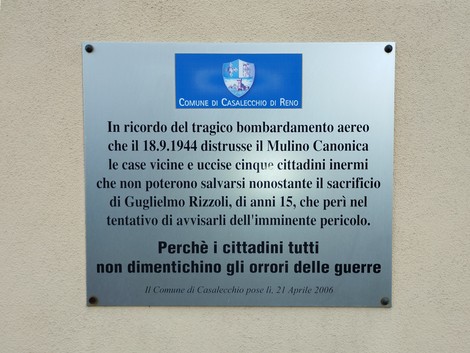 COMUNE DI CASALECCHIO DI RENO
In ricordo del tragico bombardamento aereo
che il 18.9.1944 distrusse il Mulino Canonica
le case vicine e uccise cinque cittadini inermi
che non poterono salvarsi nonostante il sacrificio
di Guglielmo Rizzoli, di anni 15, che perì nel
tentativo di avvisarli dell'imminente pericolo.
Perchè i cittadini tutti
non dimentichino gli orrori delle guerre
Il Comune di Casalecchio pose lì, 21 Aprile 2006